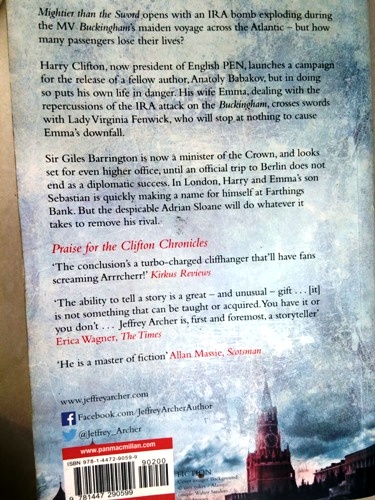 Mightier than the Sword opens with an IRA bomb exploding during
the MV Buckingham's maiden voyage across the Atlantic – but how
many passengers lose their lives?
Harry Clifton, now president of English PEN, launches a campaign
for the release of a fellow author, Anatoly Babakov, but in doing
so puts his own life in danger. His wife Emma, dealing with the
repercussions of the IRA attack on the Buckingham, crosses swords
with Lady Virginia Fenwick, who will stop at nothing to cause
Emma's downfall.
Sir Giles Barrington is now a minister of the Crown, and looks
set for even higher office, until an official trip to Berlin does not
end as a diplomatic success. In London, Harry and Emma's son
Sebastian is quickly making a name for himself at Farthings
Bank. But the despicable Adrian Sloane will do whatever it
takes to remove his rival.
Praise for the Clifton Chronicles
'The conclusion's a turbo-charged cliffhanger that'll have fans
screaming Arrrcherr!' Kirkus Reviews
'The ability to tell a story is a great – and unusual – gift . . . [it]
is not something that can be taught or acquired. You have it or
you don't . . . Jeffrey Archer is, first and foremost, a storyteller'
Erica Wagner, The Times
'He is a master of fiction' Allan Massie, Scotsman
www.jeffreyarcher.com
Facebook.com/JeffreyArcherAuthor
@Jeffrey_Archer
www.panmacmillan.com
ISBN 978-1-4472-9059-9
90200
9 781447 290599
FICTION
Cover images: Background